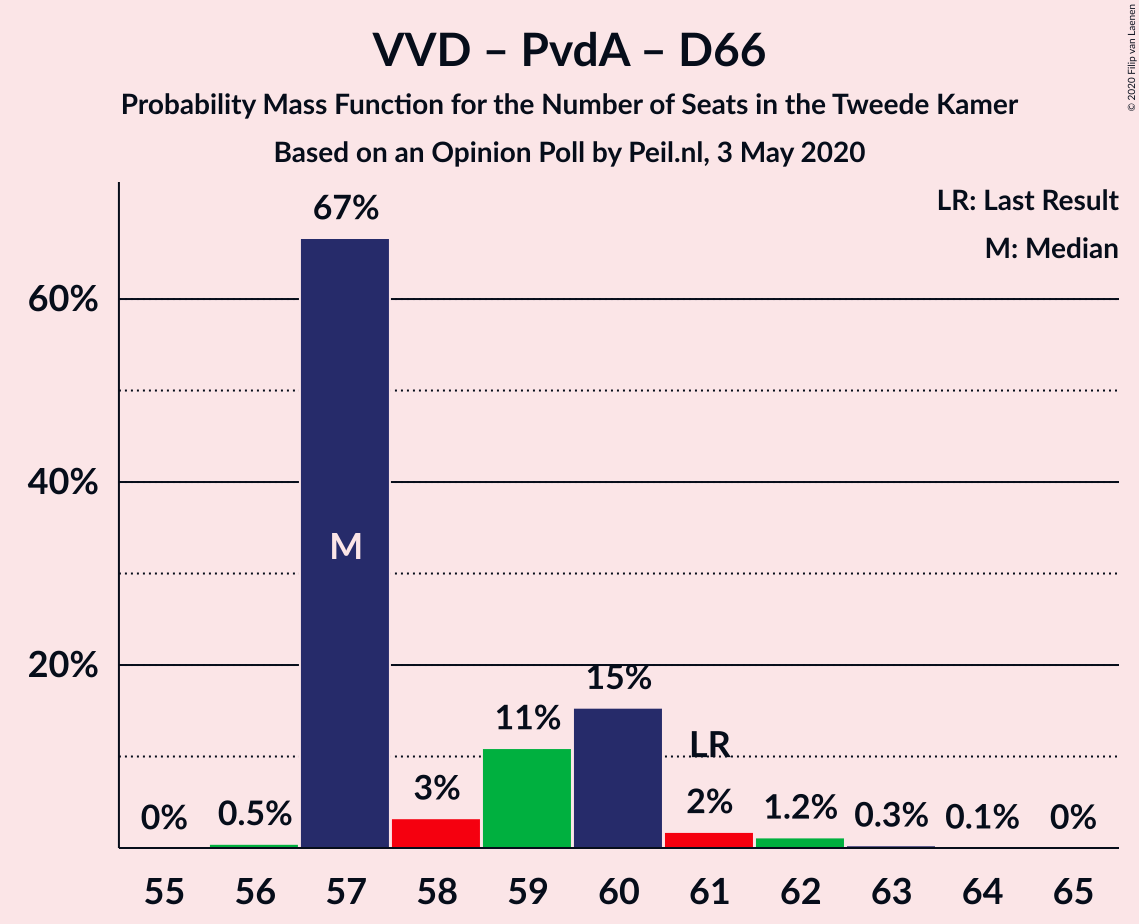 VVD – PvdA – D66
Probability Mass Function for the Number of Seats in the Tweede Kamer
Based on an Opinion Poll by Peil.nl, 3 May 2020
© 2020 Filip van Laenen
LR: Last Result
M: Median
60%
40%
20%
0%
0.5%
67%
M
3%
11%
15%
LR
2%
1.2%
0.3%
0.1%
0%
55 56 57 58 59 60 61 62 63 64 65